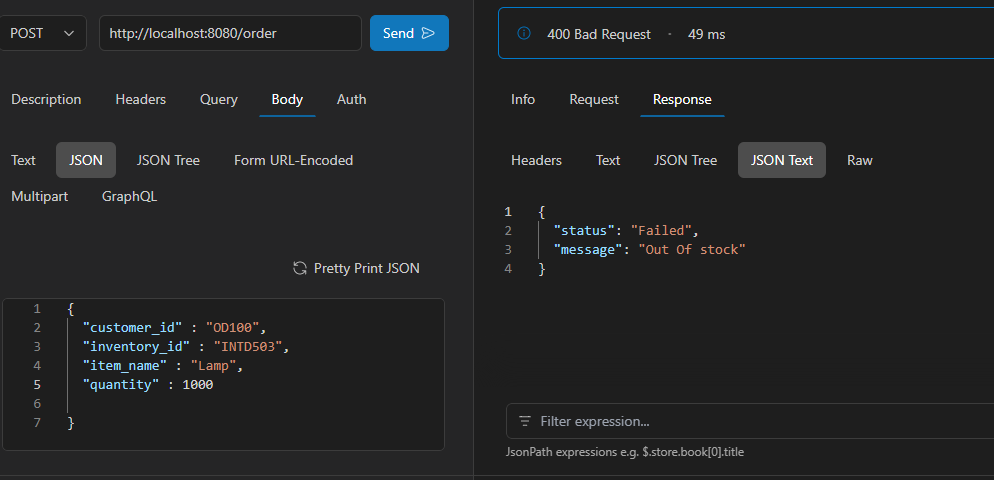 POST
http://localhost:8080/order
Send
Description Headers Query Body Auth
Text JSON JSON Tree Form URL-Encoded
Multipart GraphQL
Pretty Print JSON
1 {
2 "customer_id" : "OD100",
3 "inventory_id" : "INTD503",
4 "item_name" : "Lamp",
5 "quantity" : 1000
6
7 }
400 Bad Request · 49 ms
Info Request Response
Headers Text JSON Tree JSON Text Raw
1 {
2 "status": "Failed",
3 "message": "Out Of stock"
4 }
Filter expression...
JsonPath expressions e.g. $.store.book[0].title